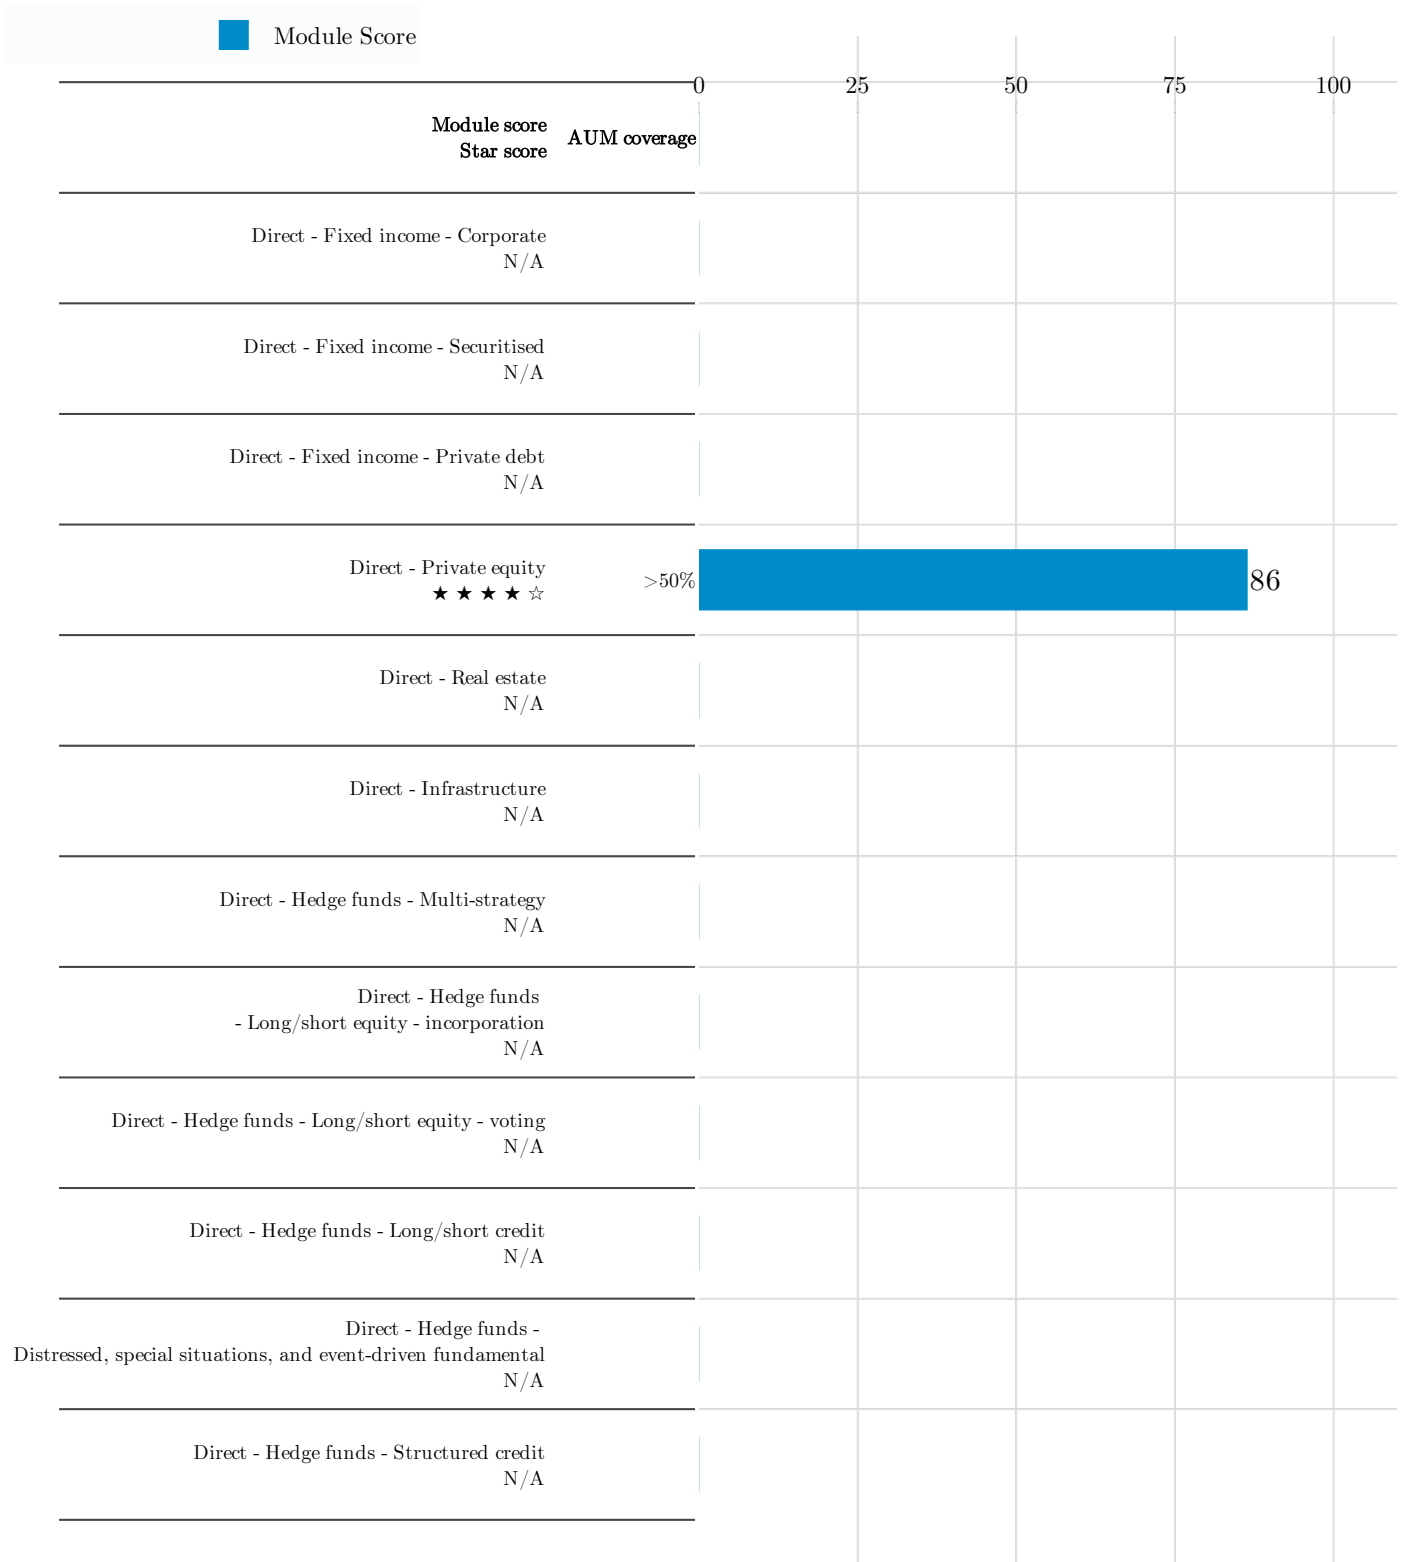 Module Score
0 25 50 75 100
Module score
Star score
AUM coverage
Direct - Fixed income - Corporate
N/A
Direct - Fixed income - Securitised
N/A
Direct - Fixed income - Private debt
N/A
Direct - Private equity
★ ★ ★ ★ ☆
>50%
86
Direct - Real estate
N/A
Direct - Infrastructure
N/A
Direct - Hedge funds - Multi-strategy
N/A
Direct - Hedge funds
- Long/short equity - incorporation
N/A
Direct - Hedge funds - Long/short equity - voting
N/A
Direct - Hedge funds - Long/short credit
N/A
Direct - Hedge funds -
Distressed, special situations, and event-driven fundamental
N/A
Direct - Hedge funds - Structured credit
N/A